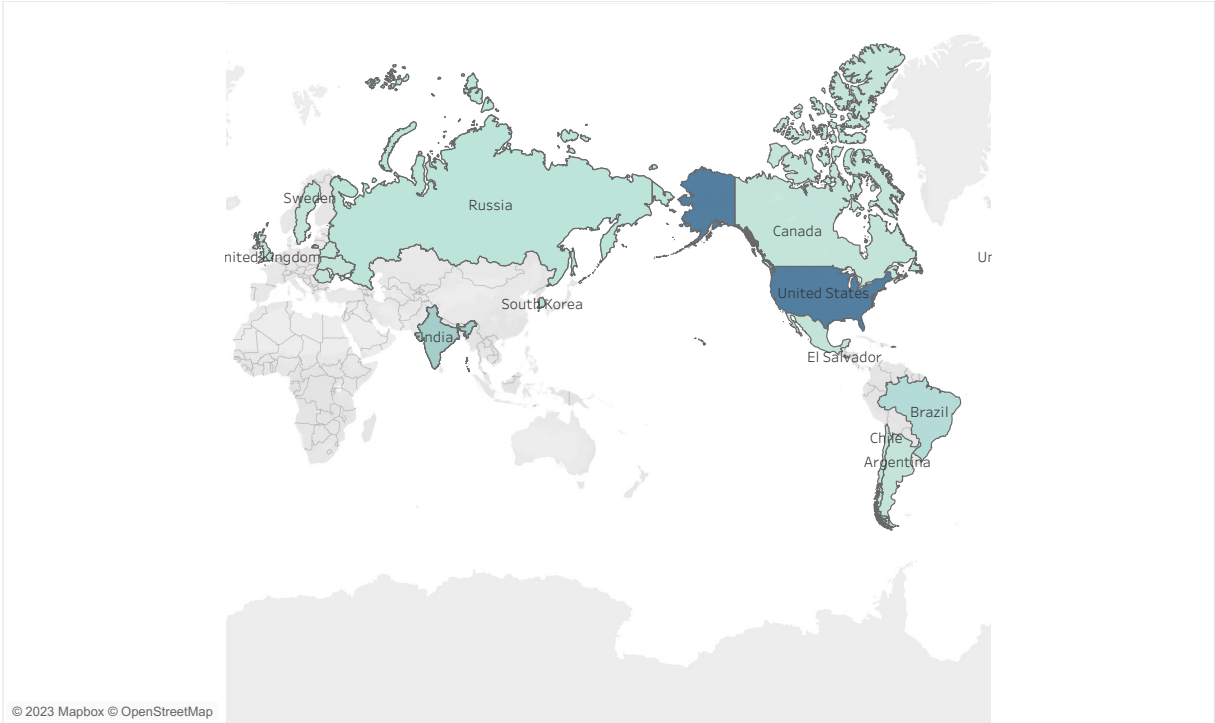 Sweden
Russia
Canada
nited Kingdom
Ur
United States
South Korea
India
El Salvador
Brazil
Chile
Argentina
© 2023 Mapbox © OpenStreetMap